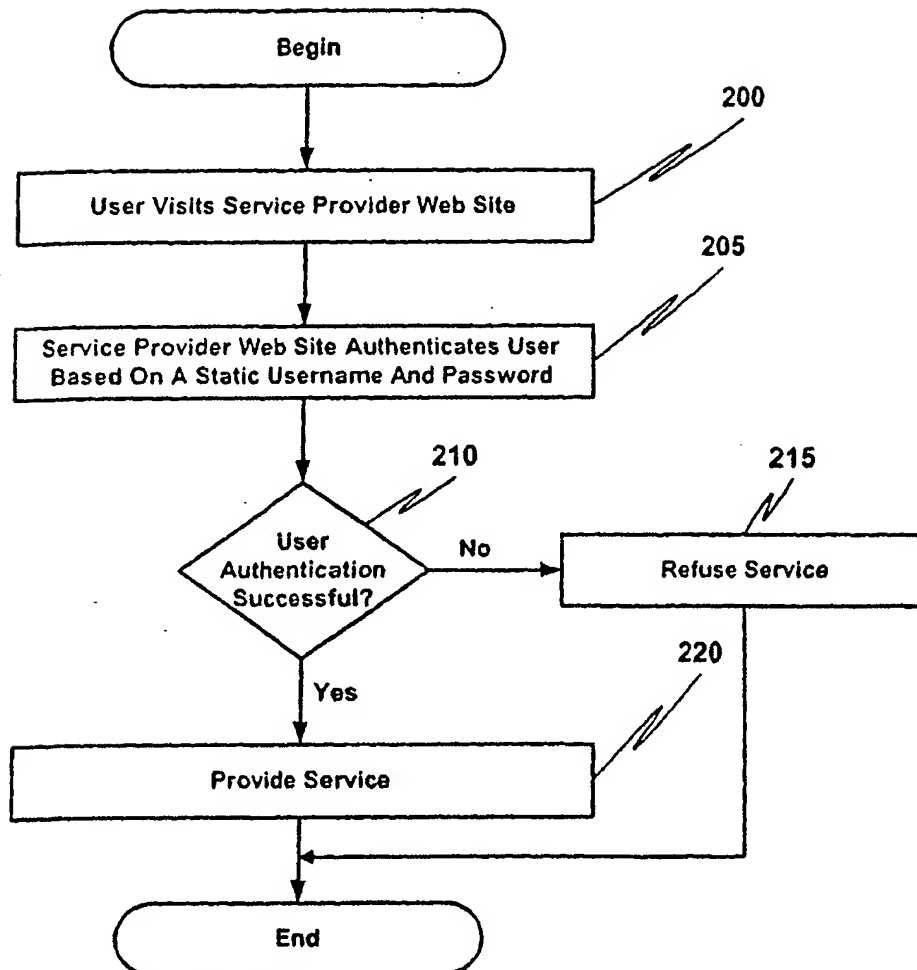 Begin
200
User Visits Service Provider Web Site
205
Service Provider Web Site Authenticates User
Based On A Static Username And Password
210
215
User
Authentication
Successful?
No
Refuse Service
Yes
220
Provide Service
End